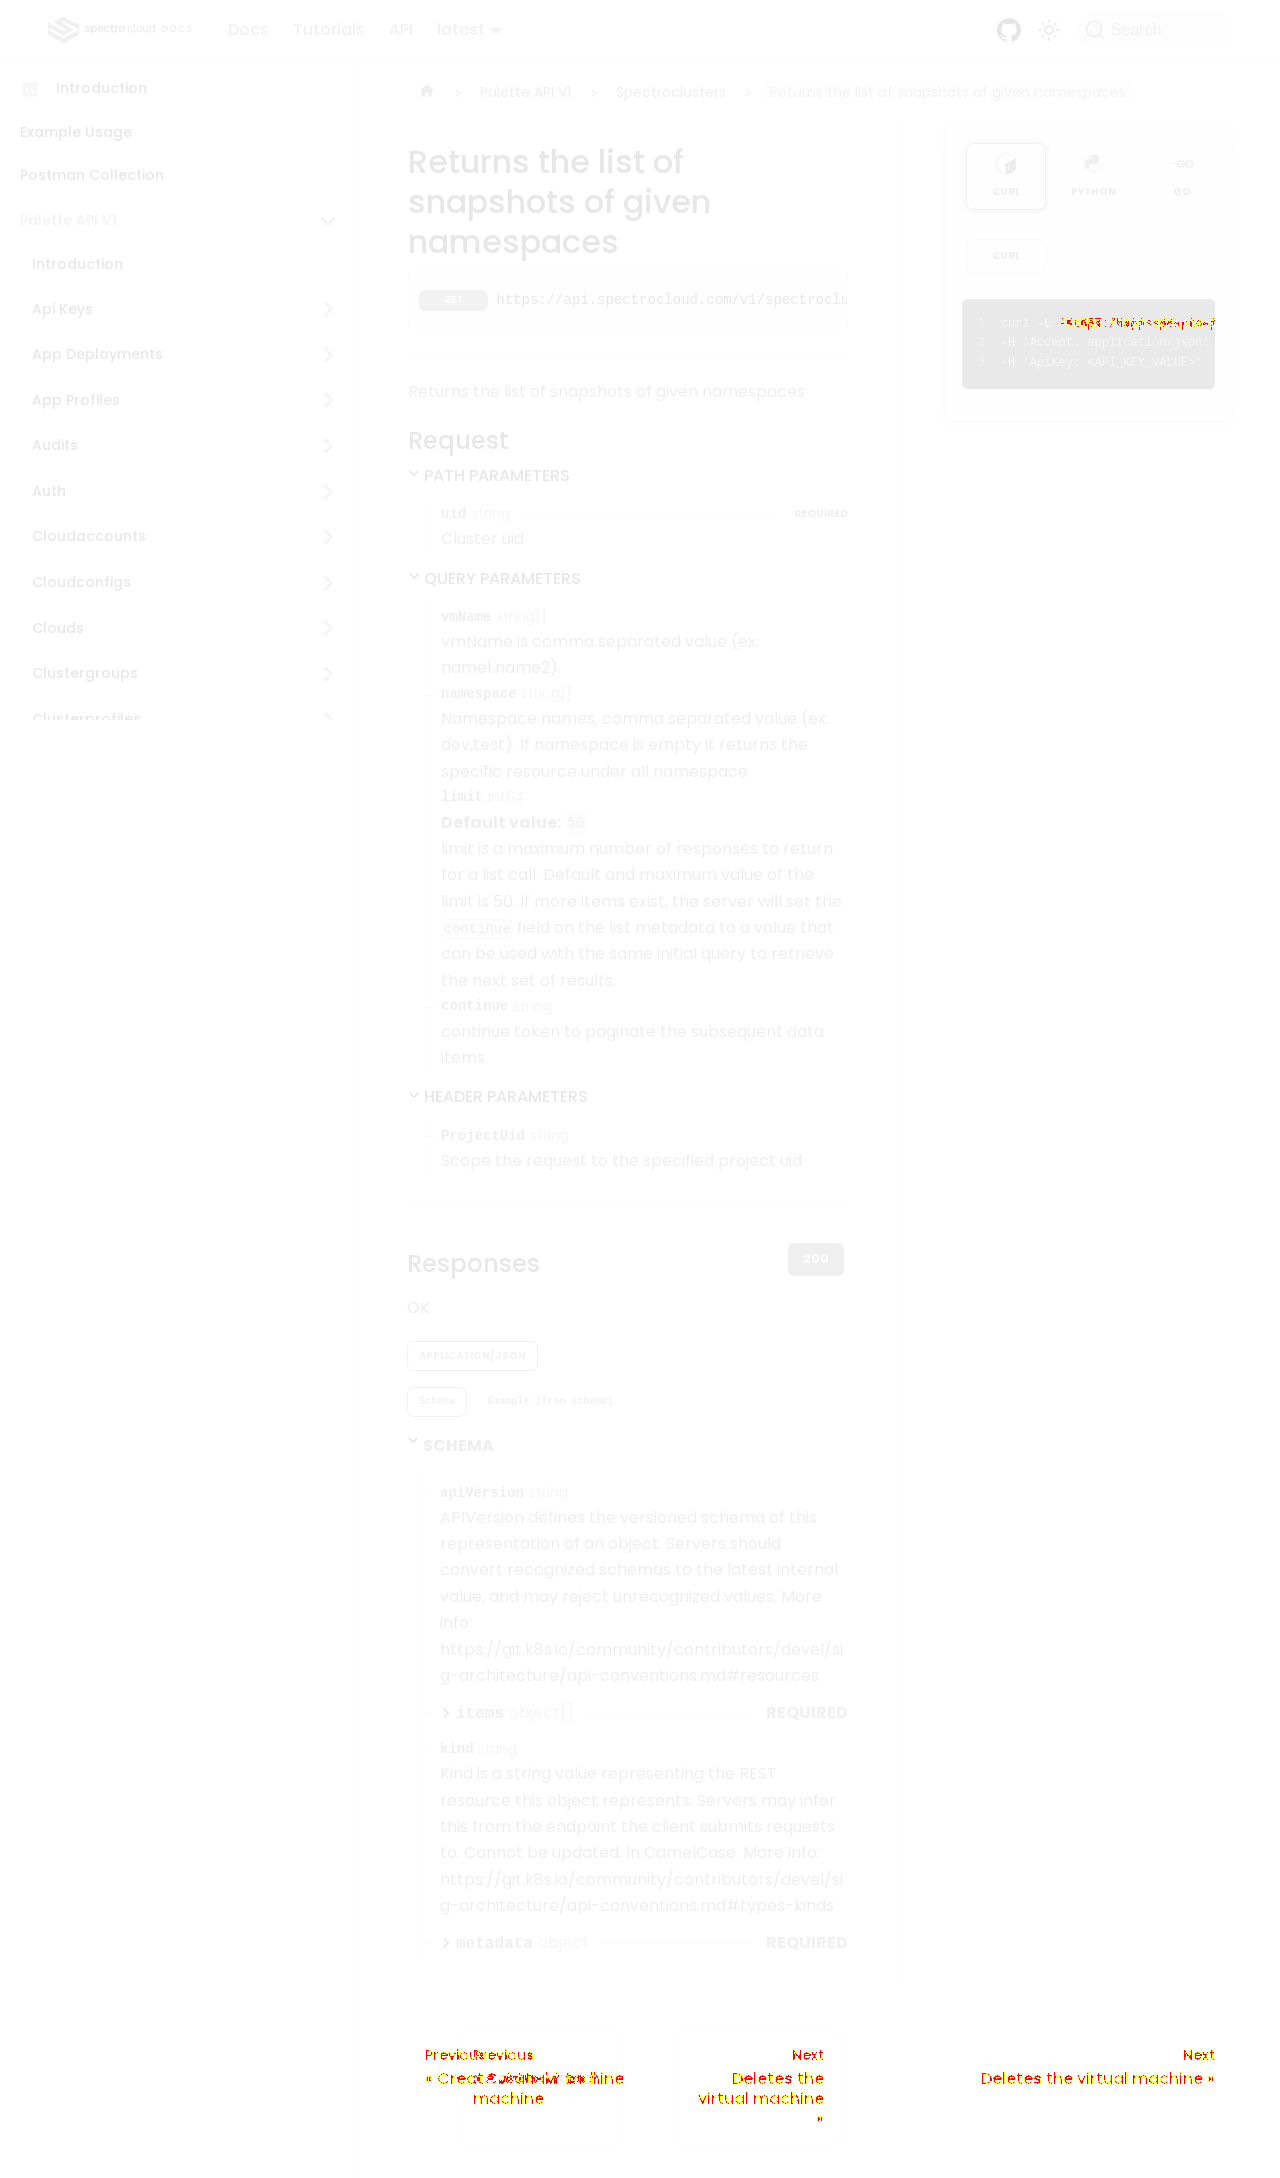 spectro cloud DOCS
Docs
Tutorials
API
latest
Search
Introduction
Example Usage
Postman Collection
Palette API V1
Introduction
Api Keys
App Deployments
App Profiles
Audits
Auth
Cloudaccounts
Cloudconfigs
Clouds
Clustergroups
Clusterprofiles
Palette API V1
Spectroclusters
Returns the list of snapshots of given namespaces
Returns the list of
snapshots of given
namespaces
GET https://api.spectrocloud.com/v1/spectroclu
Returns the list of snapshots of given namespaces
Request
PATH PARAMETERS
uid string REQUIRED
Cluster uid
QUERY PARAMETERS
vmName string[]
vmName is comma separated value (ex:
name1,name2).
namespace string[]
Namespace names, comma separated value (ex:
dev,test). If namespace is empty it returns the
specific resource under all namespace
limit int64
Default value: 50
limit is a maximum number of responses to return
for a list call. Default and maximum value of the
limit is 50. If more items exist, the server will set the
continue field on the list metadata to a value that
can be used with the same initial query to retrieve
the next set of results.
continue string
continue token to paginate the subsequent data
items
HEADER PARAMETERS
ProjectUid string
Scope the request to the specified project uid
Responses
200
OK
APPLICATION/JSON
Schema Example (from schema)
SCHEMA
apiVersion string
APIVersion defines the versioned schema of this
representation of an object. Servers should
convert recognized schemas to the latest internal
value, and may reject unrecognized values. More
info:
https://git.k8s.io/community/contributors/devel/si
g-architecture/api-conventions.md#resources
items object[] REQUIRED
kind string
Kind is a string value representing the REST
resource this object represents. Servers may infer
this from the endpoint the client submits requests
to. Cannot be updated. In CamelCase. More info:
https://git.k8s.io/community/contributors/devel/si
g-architecture/api-conventions.md#types-kinds
metadata object REQUIRED
CURL
PYTHON
GO
CURL
1 curl -L
2 -H 'Accept: application/json'
3 -H 'ApiKey: <API_KEY_VALUE>'
Previous
Previous
« Create virtual machine
machine
Next
Deletes the
virtual machine
»
Next
Deletes the virtual machine »